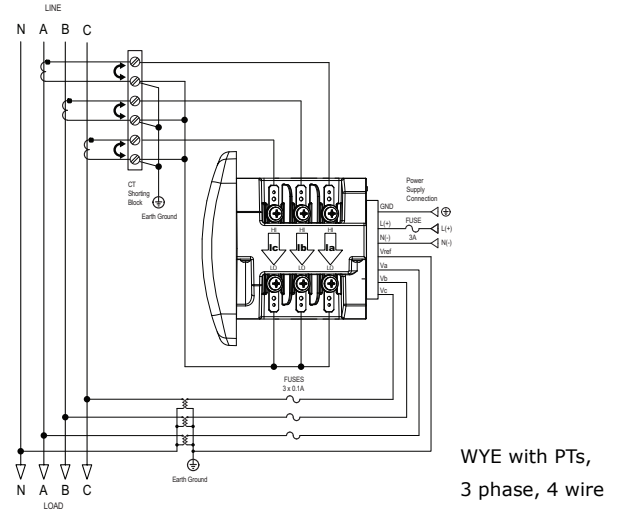 LINE
N A B C
CT
Shorting
Block
Earth Ground
Power
Supply
Connection
GND
FUSE
L(+)
L(+)
N(-)
3A
N(-)
Vref
Va
Vb
Vc
HI HI HI
Ic Ib Ia
LO LO LO
FUSES
3 x 0.1A
Earth Ground
N A B C
LOAD
WYE with PTs,
3 phase, 4 wire